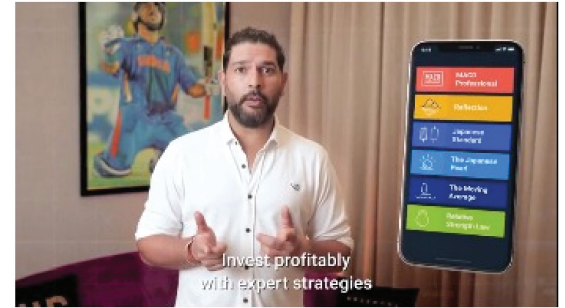 MACD
Professional
Reflection
Japanese
Standard
The Japanese
Pearl
The Moving
Average
Relative
Strength Law
Invest profitably
with expert strategies